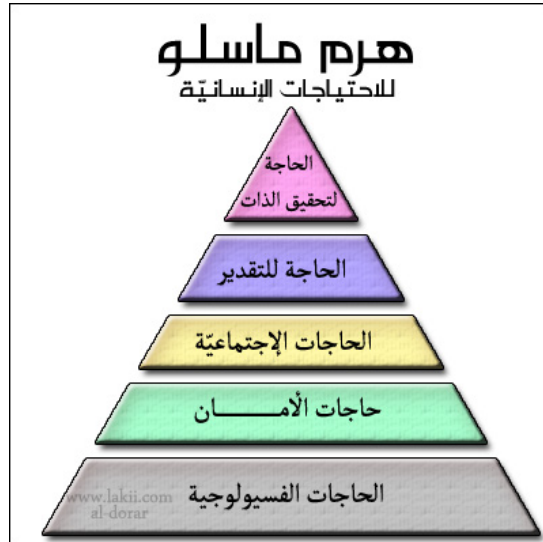 هرم ماسلو
للاحتياجات الإنسانيّة
الحاجة
لتحقيق الذات
الحاجة للتقدير
الحاجات الإجتماعيّة
حاجات الأمـــــــان
الحاجات الفسيولوجية
www.lakii.com
al-dorar